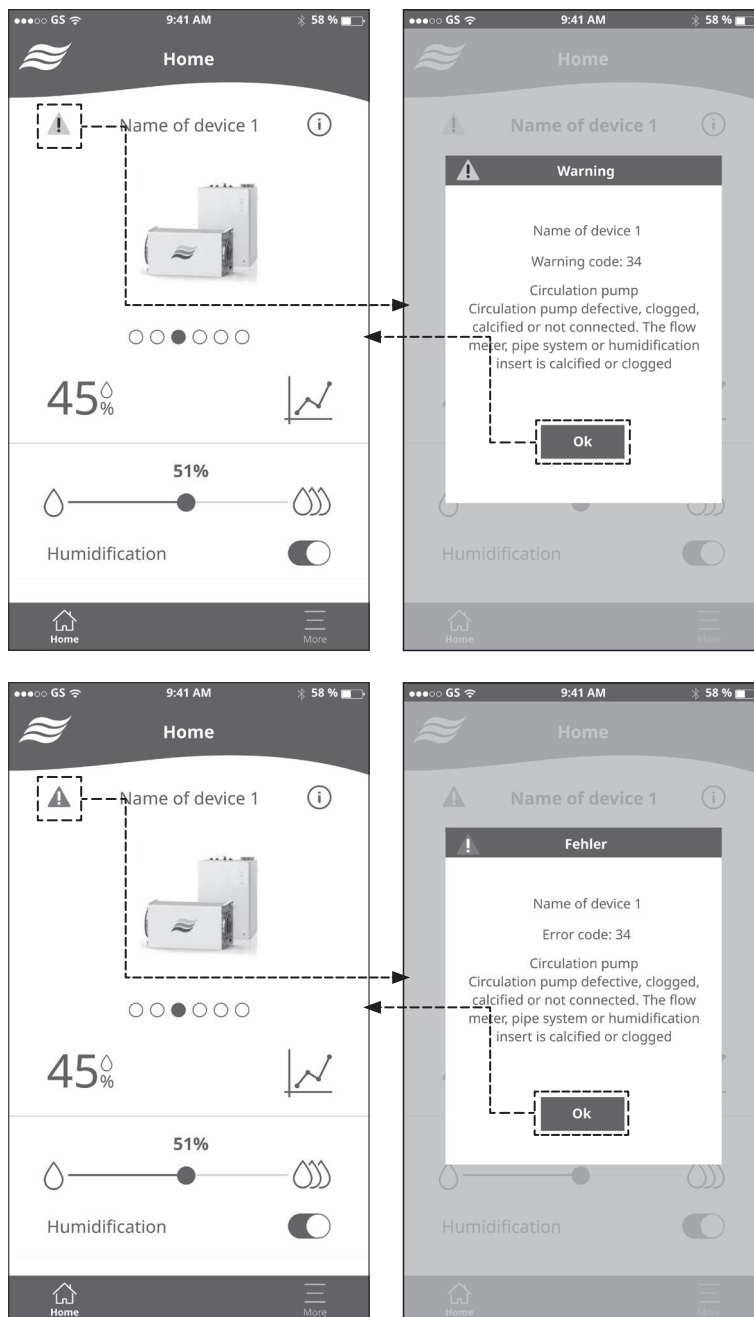 GS 9:41 AM 58 %
Home
Name of device 1
45%
51%
Humidification
Home More
GS 9:41 AM 58 %
Home
Name of device 1
Warning
Name of device 1
Warning code: 34
Circulation pump
Circulation pump defective, clogged,
calcified or not connected. The flow
meter, pipe system or humidification
insert is calcified or clogged
Ok
Humidification
Home More
GS 9:41 AM 58 %
Home
Name of device 1
45%
51%
Humidification
Home More
GS 9:41 AM 58 %
Home
Name of device 1
Fehler
Name of device 1
Error code: 34
Circulation pump
Circulation pump defective, clogged,
calcified or not connected. The flow
meter, pipe system or humidification
insert is calcified or clogged
Ok
Humidification
Home More